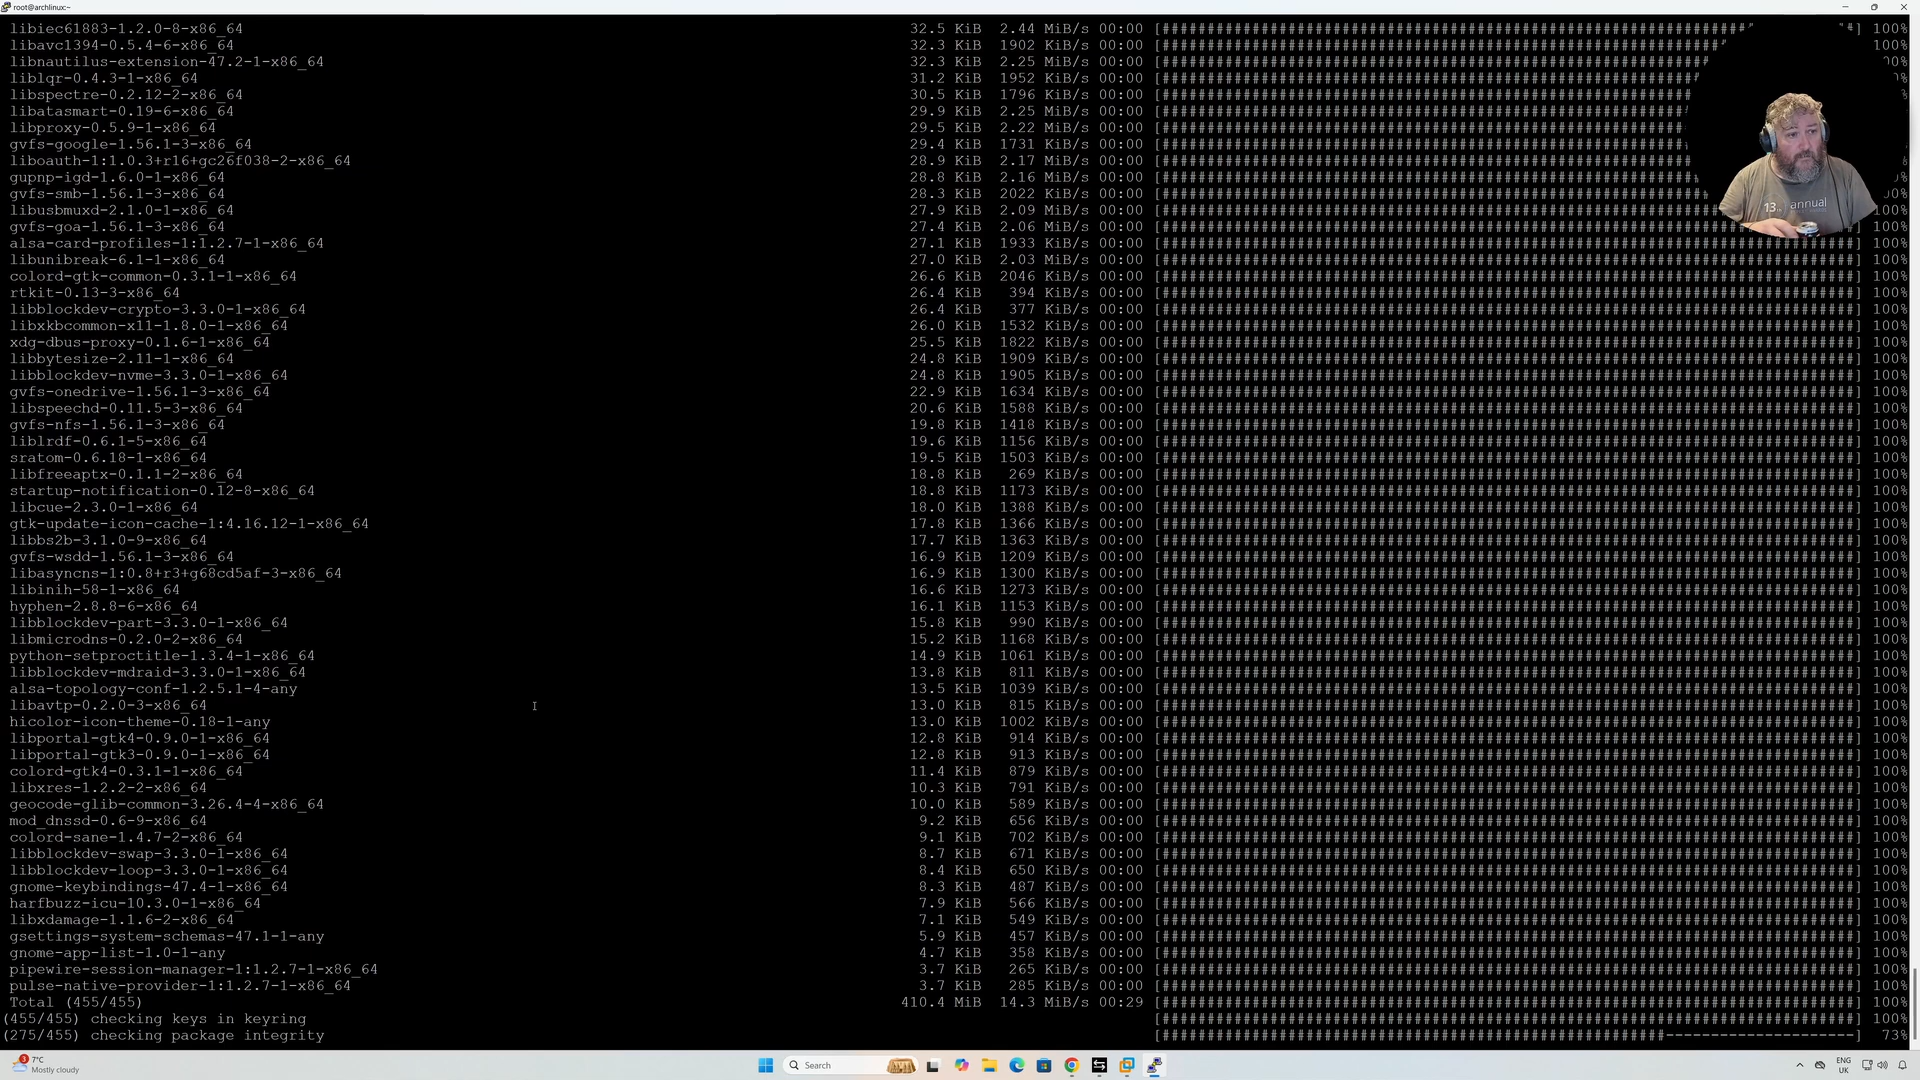 root@archlinux:~
libiec61883-1.2.0-8-x86_64 32.5 KiB 2.44 MiB/s 00:00 100%
libavc1394-0.5.4-6-x86_64 32.3 KiB 1902 KiB/s 00:00 100%
libnautilus-extension-47.2-1-x86_64 32.3 KiB 2.25 MiB/s 00:00
liblqr-0.4.3-1-x86_64 31.2 KiB 1952 KiB/s 00:00
libspectre-0.2.12-2-x86_64 30.5 KiB 1796 KiB/s 00:00
libatasmart-0.19-6-x86_64 29.9 KiB 2.25 MiB/s 00:00
libproxy-0.5.9-1-x86_64 29.5 KiB 2.22 MiB/s 00:00
gvfs-google-1.56.1-3-x86_64 29.4 KiB 1731 KiB/s 00:00
liboauth-1:1.0.3+r16+gc26f038-2-x86_64 28.9 KiB 2.17 MiB/s 00:00
gupnp-igd-1.6.0-1-x86_64 28.8 KiB 2.16 MiB/s 00:00
gvfs-smb-1.56.1-3-x86_64 28.3 KiB 2022 KiB/s 00:00
libusbmuxd-2.1.0-1-x86_64 27.9 KiB 2.09 MiB/s 00:00
gvfs-goa-1.56.1-3-x86_64 27.4 KiB 2.06 MiB/s 00:00
alsa-card-profiles-1:1.2.7-1-x86_64 27.1 KiB 1933 KiB/s 00:00 100%
libunibreak-6.1-1-x86_64 27.0 KiB 2.03 MiB/s 00:00 100%
colord-gtk-common-0.3.1-1-x86_64 26.6 KiB 2046 KiB/s 00:00 100%
rtkit-0.13-3-x86_64 26.4 KiB 394 KiB/s 00:00 100%
libblockdev-crypto-3.3.0-1-x86_64 26.4 KiB 377 KiB/s 00:00 100%
libxkbcommon-x11-1.8.0-1-x86_64 26.0 KiB 1532 KiB/s 00:00 100%
xdg-dbus-proxy-0.1.6-1-x86_64 25.5 KiB 1822 KiB/s 00:00 100%
libbytesize-2.11-1-x86_64 24.8 KiB 1909 KiB/s 00:00 100%
libblockdev-nvme-3.3.0-1-x86_64 24.8 KiB 1905 KiB/s 00:00 100%
gvfs-onedrive-1.56.1-3-x86_64 22.9 KiB 1634 KiB/s 00:00 100%
libspeechd-0.11.5-3-x86_64 20.6 KiB 1588 KiB/s 00:00 100%
gvfs-nfs-1.56.1-3-x86_64 19.8 KiB 1418 KiB/s 00:00 100%
liblrdf-0.6.1-5-x86_64 19.6 KiB 1156 KiB/s 00:00 100%
sratom-0.6.18-1-x86_64 19.5 KiB 1503 KiB/s 00:00 100%
libfreeaptx-0.1.1-2-x86_64 18.8 KiB 269 KiB/s 00:00 100%
startup-notification-0.12-8-x86_64 18.8 KiB 1173 KiB/s 00:00 100%
libcue-2.3.0-1-x86_64 18.0 KiB 1388 KiB/s 00:00 100%
gtk-update-icon-cache-1:4.16.12-1-x86_64 17.8 KiB 1366 KiB/s 00:00 100%
libbs2b-3.1.0-9-x86_64 17.7 KiB 1363 KiB/s 00:00 100%
gvfs-wsdd-1.56.1-3-x86_64 16.9 KiB 1209 KiB/s 00:00 100%
libasyncns-1:0.8+r3+g68cd5af-3-x86_64 16.9 KiB 1300 KiB/s 00:00 100%
libinih-58-1-x86_64 16.6 KiB 1273 KiB/s 00:00 100%
hyphen-2.8.8-6-x86_64 16.1 KiB 1153 KiB/s 00:00 100%
libblockdev-part-3.3.0-1-x86_64 15.8 KiB 990 KiB/s 00:00 100%
libmicrodns-0.2.0-2-x86_64 15.2 KiB 1168 KiB/s 00:00 100%
python-setproctitle-1.3.4-1-x86_64 14.9 KiB 1061 KiB/s 00:00 100%
libblockdev-mdraid-3.3.0-1-x86_64 13.8 KiB 811 KiB/s 00:00 100%
alsa-topology-conf-1.2.5.1-4-any 13.5 KiB 1039 KiB/s 00:00 100%
libavtp-0.2.0-3-x86_64 13.0 KiB 815 KiB/s 00:00 100%
hicolor-icon-theme-0.18-1-any 13.0 KiB 1002 KiB/s 00:00 100%
libportal-gtk4-0.9.0-1-x86_64 12.8 KiB 914 KiB/s 00:00 100%
libportal-gtk3-0.9.0-1-x86_64 12.8 KiB 913 KiB/s 00:00 100%
colord-gtk4-0.3.1-1-x86_64 11.4 KiB 879 KiB/s 00:00 100%
libxres-1.2.2-2-x86_64 10.3 KiB 791 KiB/s 00:00 100%
geocode-glib-common-3.26.4-4-x86_64 10.0 KiB 589 KiB/s 00:00 100%
mod_dnssd-0.6-9-x86_64 9.2 KiB 656 KiB/s 00:00 100%
colord-sane-1.4.7-2-x86_64 9.1 KiB 702 KiB/s 00:00 100%
libblockdev-swap-3.3.0-1-x86_64 8.7 KiB 671 KiB/s 00:00 100%
libblockdev-loop-3.3.0-1-x86_64 8.4 KiB 650 KiB/s 00:00 100%
gnome-keybindings-47.4-1-x86_64 8.3 KiB 487 KiB/s 00:00 100%
harfbuzz-icu-10.3.0-1-x86_64 7.9 KiB 566 KiB/s 00:00 100%
libxdamage-1.1.6-2-x86_64 7.1 KiB 549 KiB/s 00:00 100%
gsettings-system-schemas-47.1-1-any 5.9 KiB 457 KiB/s 00:00 100%
gnome-app-list-1.0-1-any 4.7 KiB 358 KiB/s 00:00 100%
pipewire-session-manager-1:1.2.7-1-x86_64 3.7 KiB 265 KiB/s 00:00 100%
pulse-native-provider-1:1.2.7-1-x86_64 3.7 KiB 285 KiB/s 00:00 100%
Total (455/455) 410.4 MiB 14.3 MiB/s 00:29 100%
(455/455) checking keys in keyring 100%
(275/455) checking package integrity 73%
13 annual
3
7°C
Mostly cloudy
Search
ENG
UK